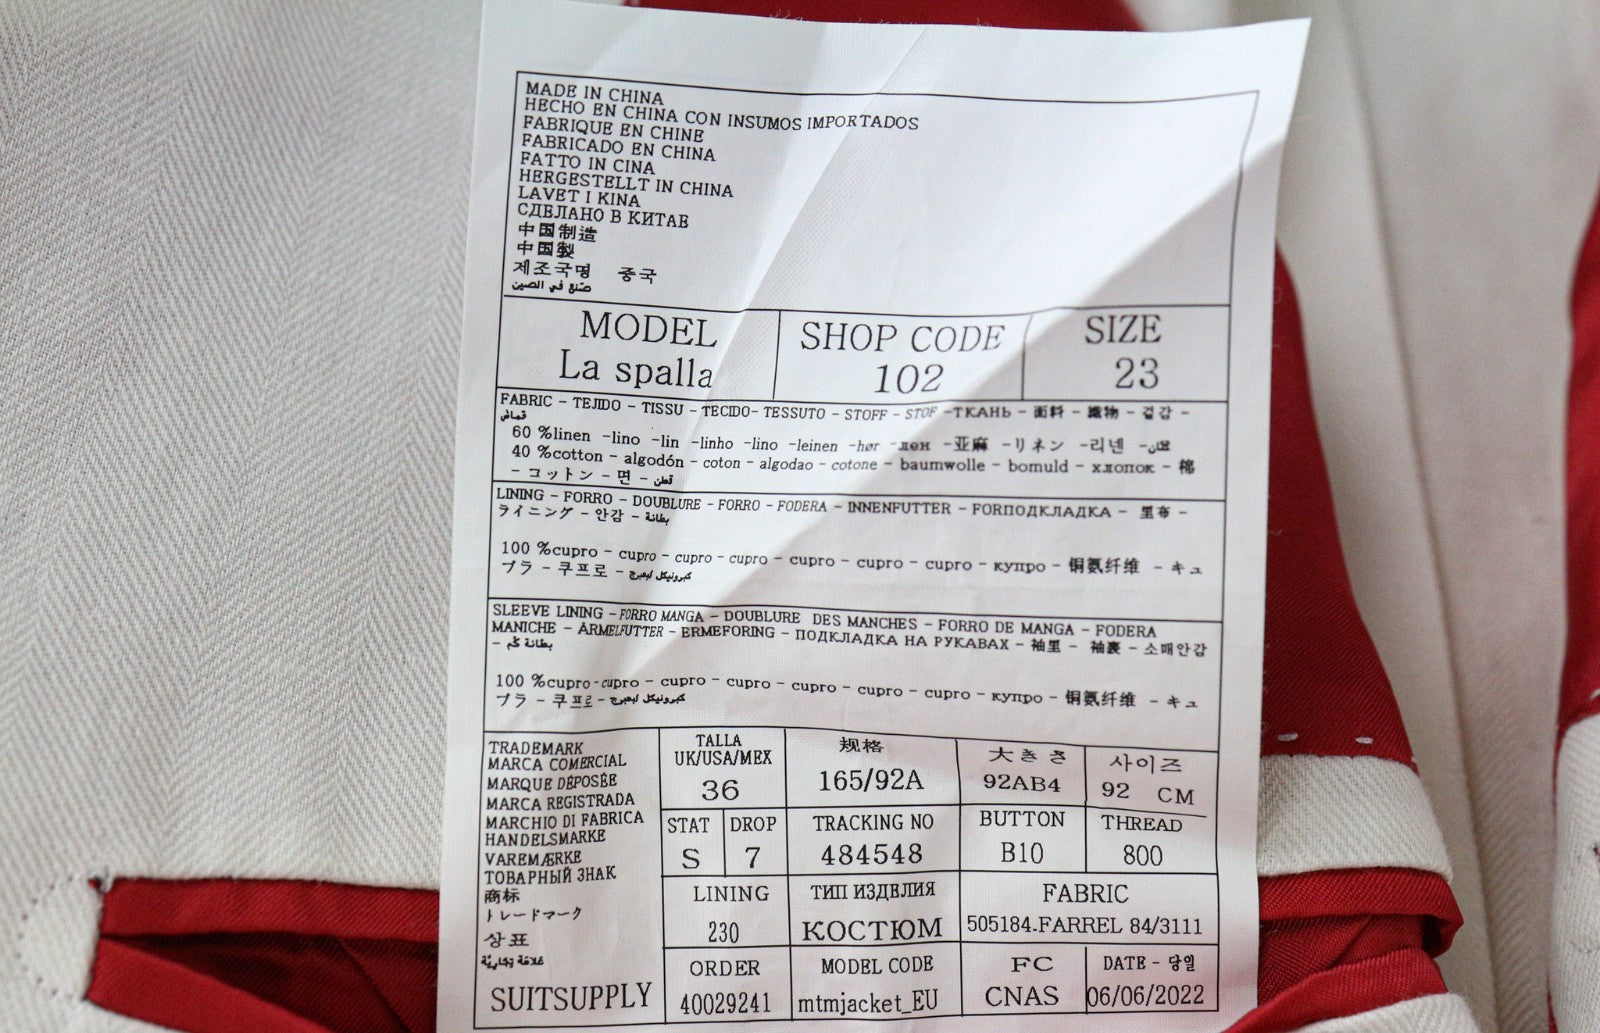 MADE IN CHINA
HECHO EN CHINA CON INSUMOS IMPORTADOS
FABRIQUE EN CHINE
FABRICADO EN CHINA
FATTO IN CINA
HERGESTELLT IN CHINA
LAVET I KINA
СДЕЛАНО В КИТАЕ
中国制造
中国製
제조국명 중국
صنع في الصين
MODEL
La spalla
SHOP CODE
102
SIZE
23
FABRIC - TEJIDO - TISSU - TECIDO- TESSUTO - STOFF - STOF -ТКАНЬ - 面料 - 織物 - 겉감 -
قماش
60 %linen -lino -lin -linho -lino -leinen -hør -лен -亚麻 -リネン -리넨 -
40 %cotton - algodón - coton - algodao - cotone - baumwolle - bomuld - хлопок - 棉
- コットン - 면 - قطن
LINING - FORRO - DOUBLURE - FORRO - FODERA - INNENFUTTER - FORПОДКЛАДКА - 里布 -
ライニング - 안감 - بطانة
100 %cupro - cupro - cupro - cupro - cupro - cupro - cupro - купро - 铜氨纤维 - キュ
プラ - 쿠프로 -
SLEEVE LINING - FORRO MANGA - DOUBLURE DES MANCHES - FORRO DE MANGA - FODERA
MANICHE - ÄRMELFUTTER - ERMEFORING - ПОДКЛАДКА НА РУКАВАХ - 袖里 - 袖裏 - 소매안감
- بطانة كم
100 %cupro - cupro - cupro - cupro - cupro - cupro - cupro - купро - 铜氨纤维 - キュ
プラ - 쿠프로 -
TRADEMARK
MARCA COMERCIAL
MARQUE DÉPOSÉE
MARCA REGISTRADA
MARCHIO DI FABRICA
HANDELSMARKE
VAREMÆRKE
ТОВАРНЫЙ ЗНАК
商标
トレードマーク
상표
علامة تجارية
SUITSUPPLY
TALLA
UK/USA/MEX
36
规格
165/92A
大きさ
92AB4
사이즈
92 CM
STAT
S
DROP
7
TRACKING NO
484548
BUTTON
B10
THREAD
800
LINING
230
ТИП ИЗДЕЛИЯ
КОСТЮМ
FABRIC
505184.FARREL 84/3111
ORDER
40029241
MODEL CODE
mtmjacket_EU
FC
CNAS
DATE - 당일
06/06/2022